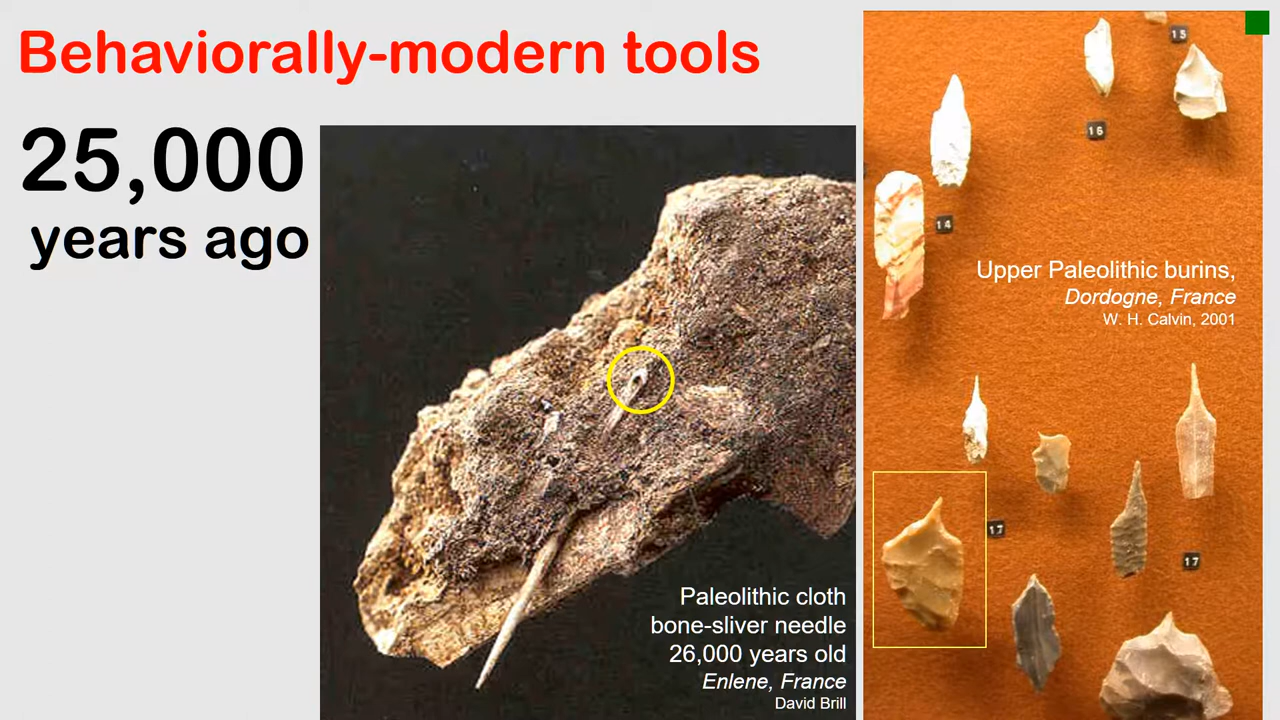 Behaviorally-modern tools
25,000
years ago
Paleolithic cloth
bone-sliver needle
26,000 years old
Enlene, France
David Brill
15
16
14
Upper Paleolithic burins,
Dordogne, France
W. H. Calvin, 2001
17
17